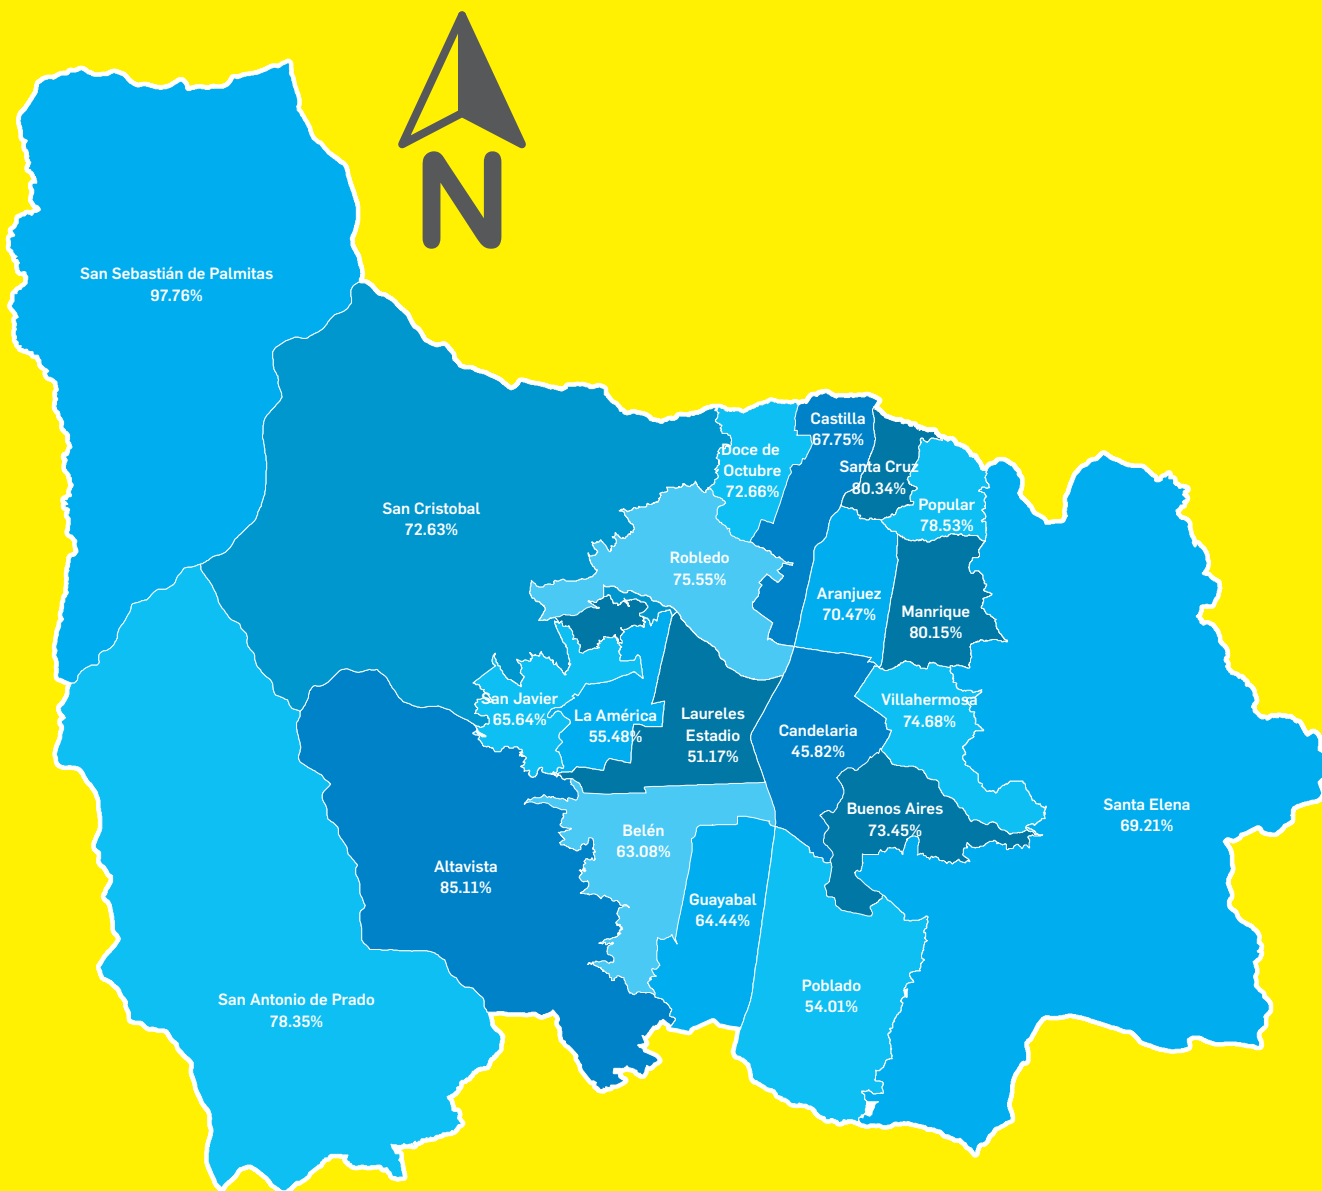 N
San Sebastián de Palmitas
97.76%
Castilla
67.75%
Doce de
Octubre
72.66%
Santa Cruz
80.34%
Popular
78.53%
San Cristobal
72.63%
Robledo
75.55%
Aranjuez
70.47%
Manrique
80.15%
San Javier
65.64%
La América
55.48%
Laureles
Estadio
51.17%
Candelaria
45.82%
Villahermosa
74.68%
Buenos Aires
73.45%
Santa Elena
69.21%
Belén
63.08%
Altavista
85.11%
Guayabal
64.44%
Poblado
54.01%
San Antonio de Prado
78.35%